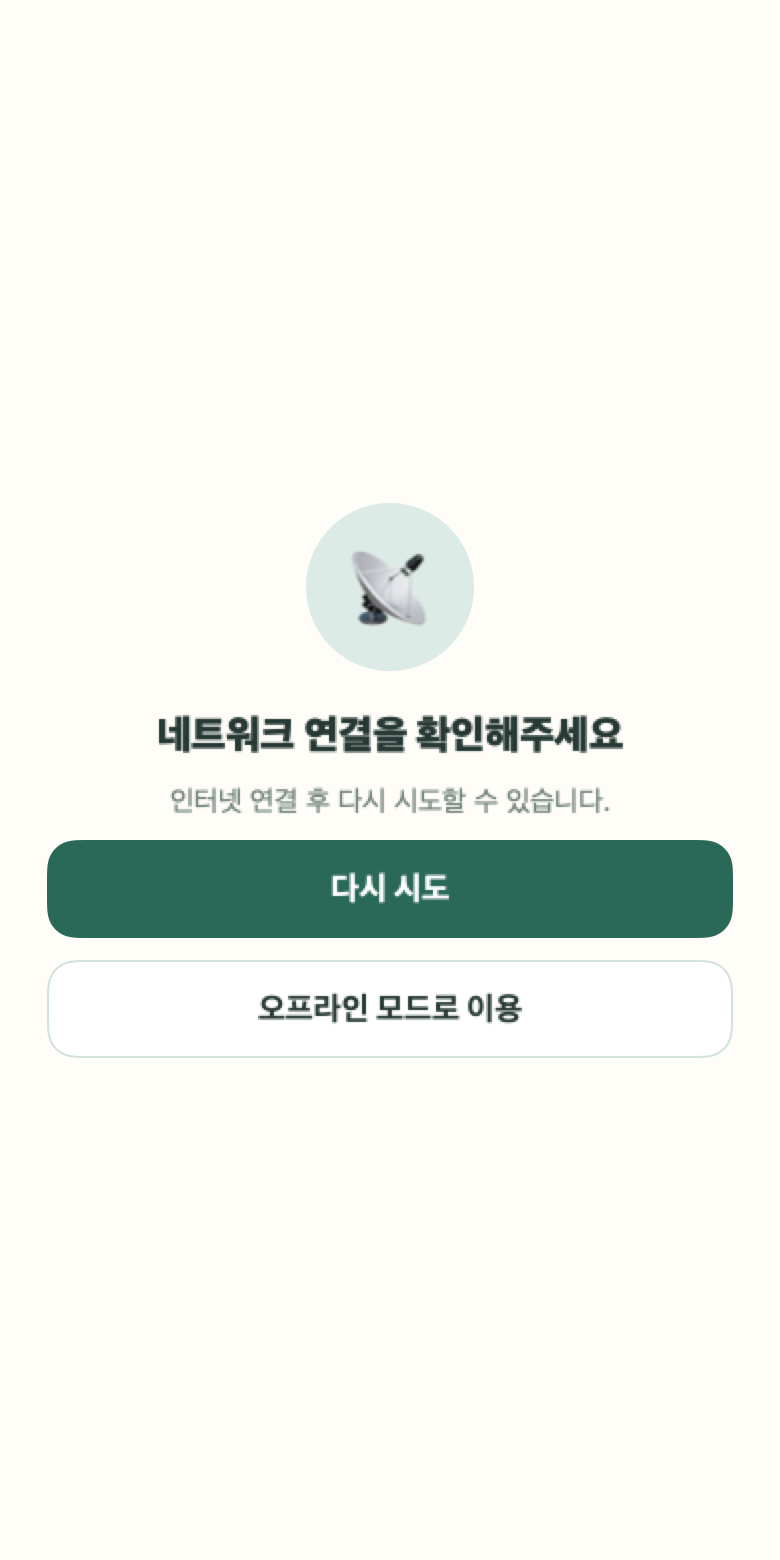 네트워크 연결을 확인해주세요
인터넷 연결 후 다시 시도할 수 있습니다.
다시 시도
오프라인 모드로 이용